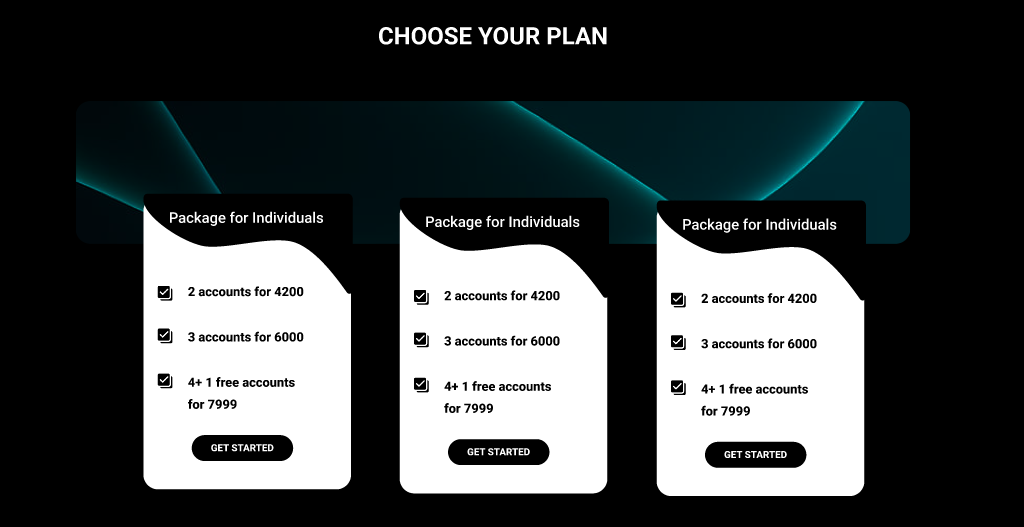 CHOOSE YOUR PLAN
Package for Individuals
2 accounts for 4200
3 accounts for 6000
4+ 1 free accounts
for 7999
GET STARTED
Package for Individuals
2 accounts for 4200
3 accounts for 6000
4+ 1 free accounts
for 7999
GET STARTED
Package for Individuals
2 accounts for 4200
3 accounts for 6000
4+ 1 free accounts
for 7999
GET STARTED